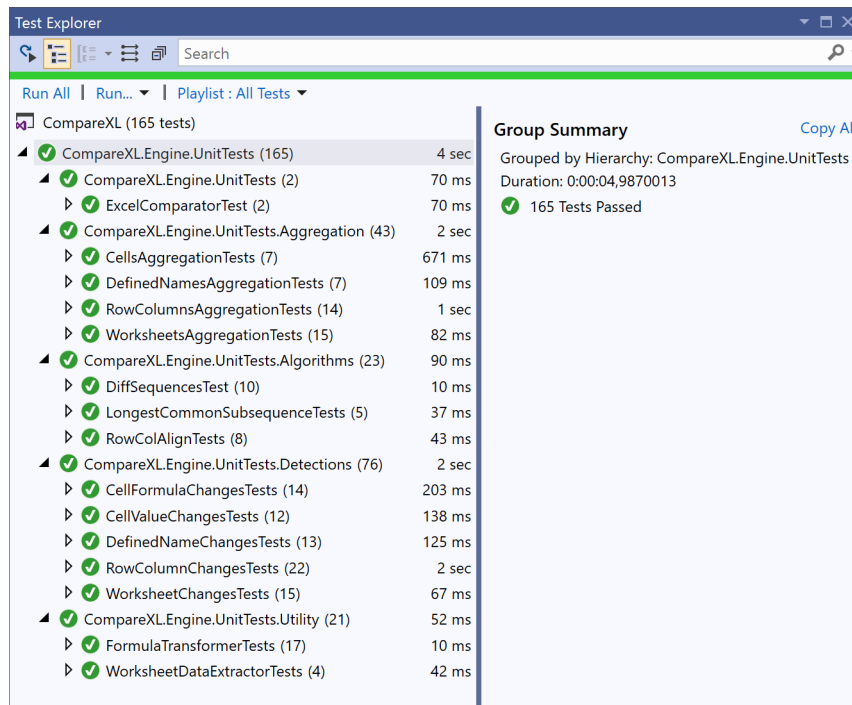 Test Explorer
Search
Run All | Run... | Playlist : All Tests
CompareXL (165 tests)
CompareXL.Engine.UnitTests (165) 4 sec
CompareXL.Engine.UnitTests (2) 70 ms
ExcelComparatorTest (2) 70 ms
CompareXL.Engine.UnitTests.Aggregation (43) 2 sec
CellsAggregationTests (7) 671 ms
DefinedNamesAggregationTests (7) 109 ms
RowColumnsAggregationTests (14) 1 sec
WorksheetsAggregationTests (15) 82 ms
CompareXL.Engine.UnitTests.Algorithms (23) 90 ms
DiffSequencesTest (10) 10 ms
LongestCommonSubsequenceTests (5) 37 ms
RowColAlignTests (8) 43 ms
CompareXL.Engine.UnitTests.Detections (76) 2 sec
CellFormulaChangesTests (14) 203 ms
CellValueChangesTests (12) 138 ms
DefinedNameChangesTests (13) 125 ms
RowColumnChangesTests (22) 2 sec
WorksheetChangesTests (15) 67 ms
CompareXL.Engine.UnitTests.Utility (21) 52 ms
FormulaTransformerTests (17) 10 ms
WorksheetDataExtractorTests (4) 42 ms
Group Summary
Copy Al
Grouped by Hierarchy: CompareXL.Engine.UnitTests
Duration: 0:00:04,9870013
165 Tests Passed